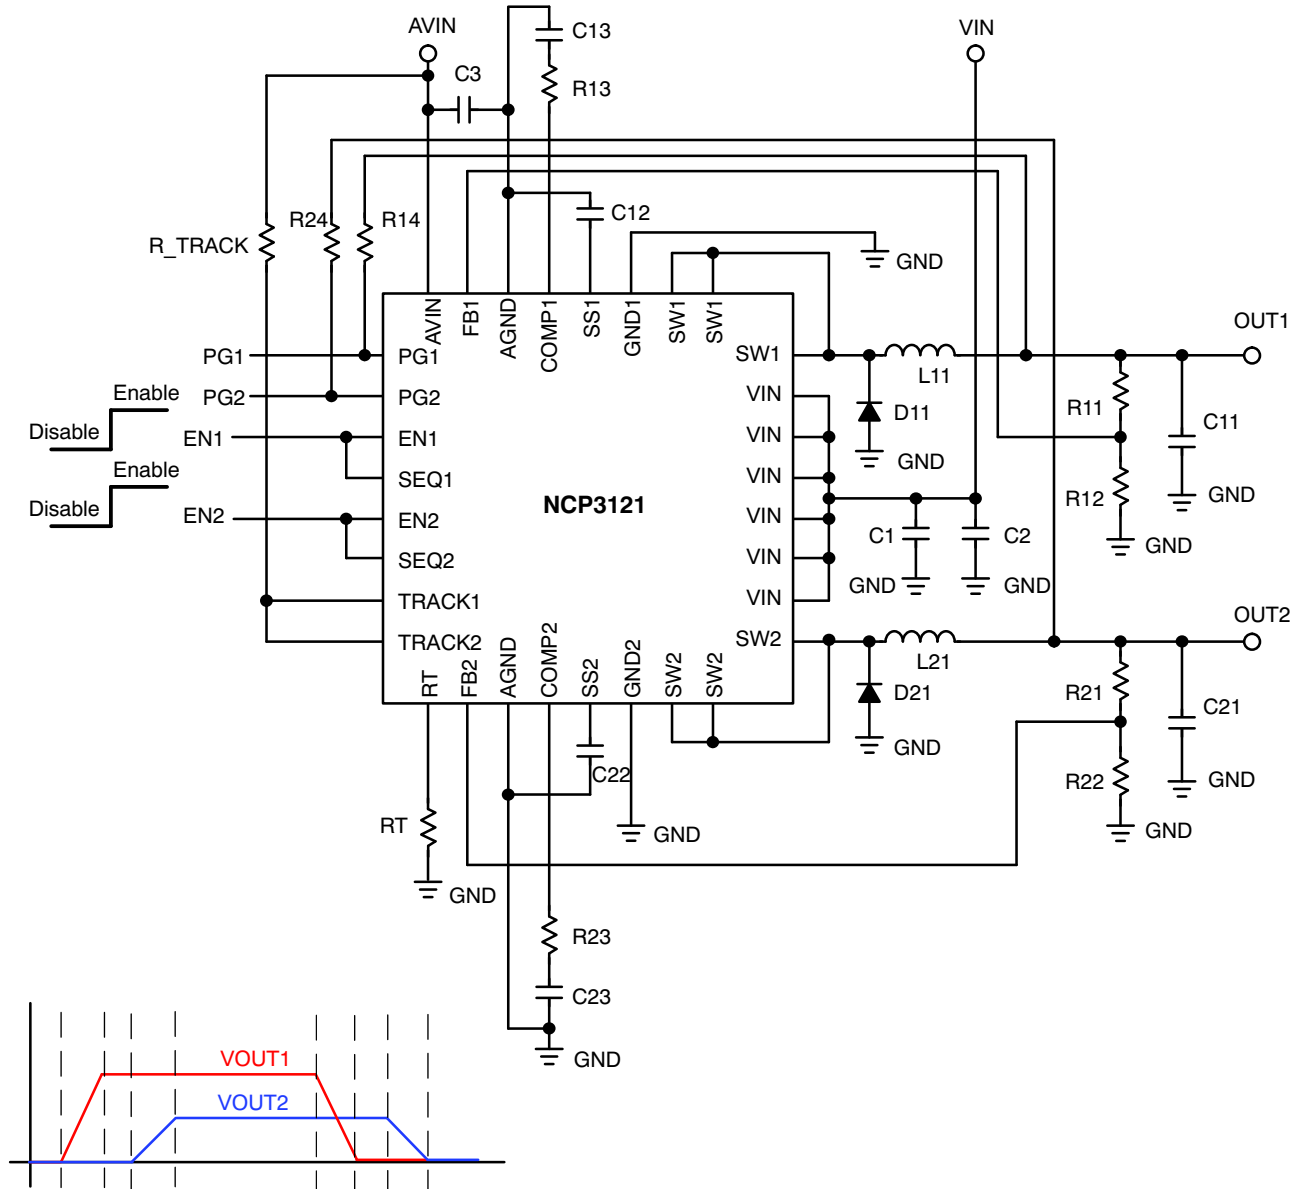 AVIN
C13
VIN
C3
R13
R24
R14
C12
R_TRACK
GND
AVIN
FB1
AGND
COMP1
SS1
GND1
SW1
SW1
OUT1
PG1
PG1
SW1
L11
Enable
PG2
PG2
VIN
D11
R11
C11
Disable
EN1
EN1
VIN
GND
Enable
SEQ1
VIN
R12
GND
Disable
EN2
EN2
NCP3121
VIN
C1
C2
GND
SEQ2
VIN
GND
GND
TRACK1
VIN
OUT2
TRACK2
SW2
L21
RT
FB2
AGND
COMP2
SS2
GND2
SW2
SW2
D21
R21
C21
GND
C22
R22
GND
RT
GND
GND
GND
R23
C23
GND
VOUT1
VOUT2